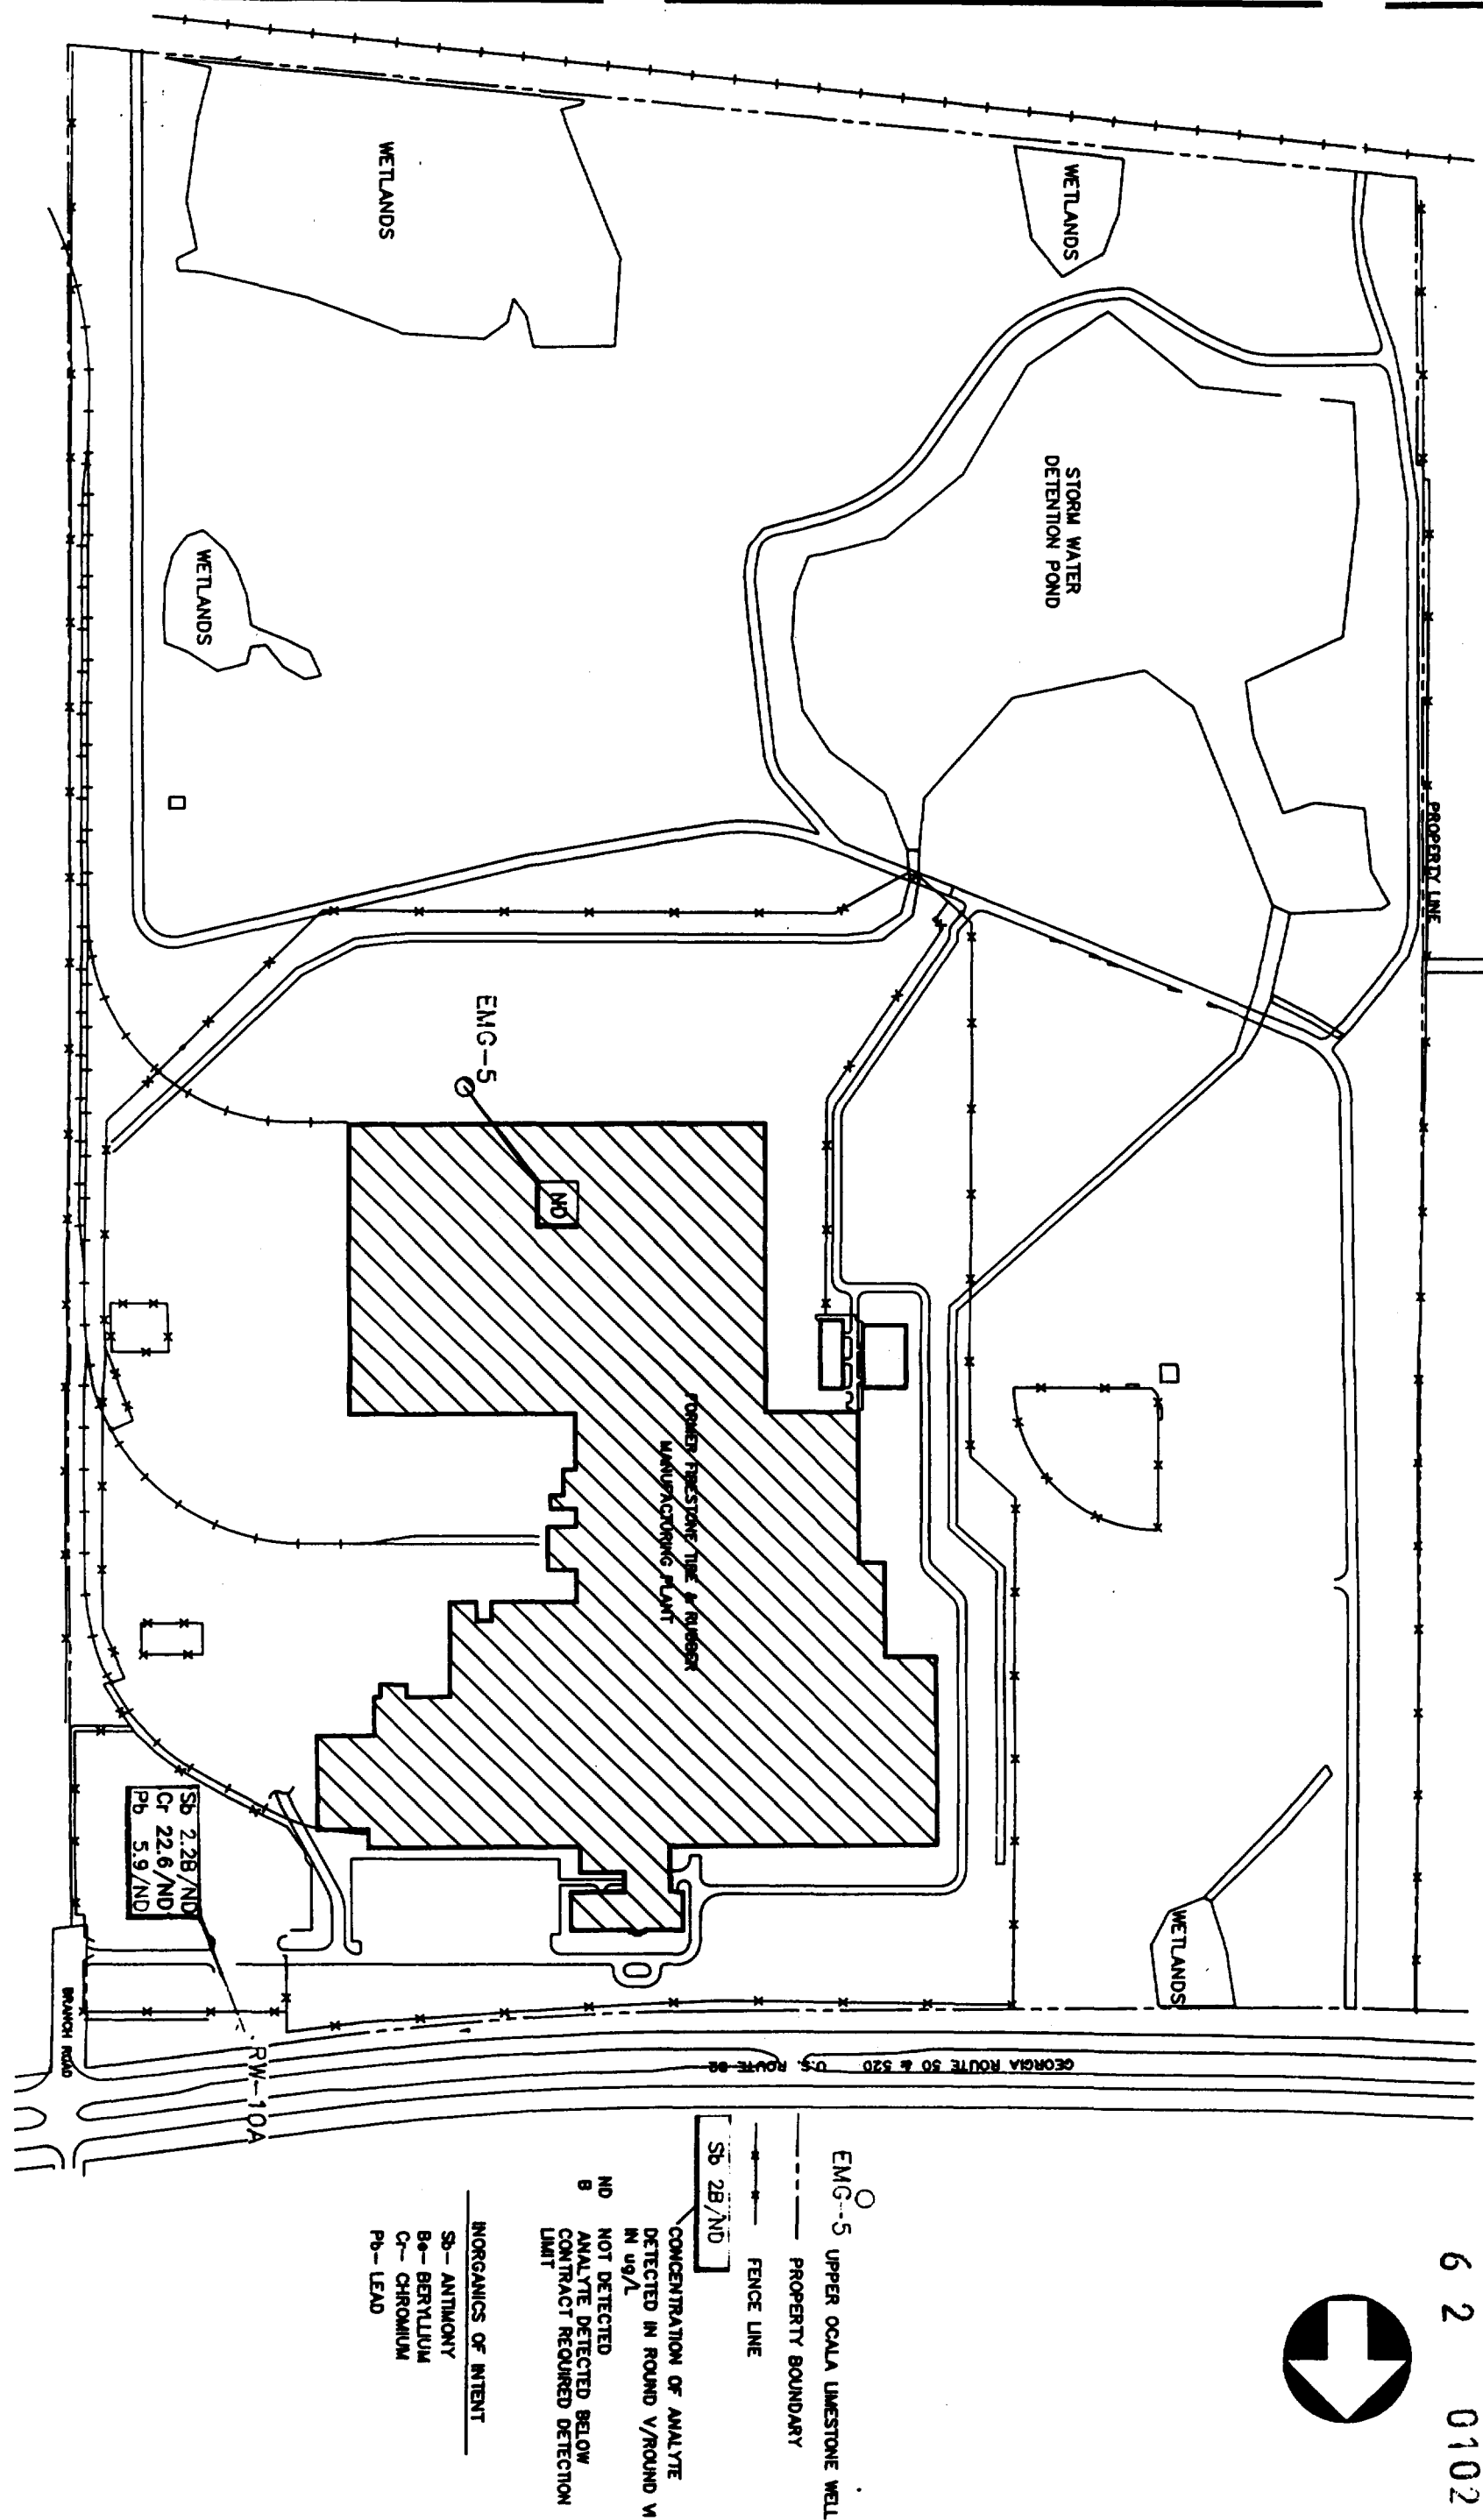 6 2 0102
WETLANDS
WETLANDS
STORM WATER
DETENTION POND
WETLANDS
PROPERTY LINE
EMG-5
ND
FORMER FIRESTONE TIRE & RUBBER
MANUFACTURING PLANT
WETLANDS
Sb 2.2B/ND
Cr 22.6/ND
Pb 5.9/ND
RW-10A
BRANCH ROAD
GEORGIA ROUTE 50 & 520 U.S. ROUTE 82
EMG-5 UPPER OCALA LIMESTONE WELL
PROPERTY BOUNDARY
FENCE LINE
Sb 2B/ND
CONCENTRATION OF ANALYTE
DETECTED IN ROUND V/ROUND VI
IN ug/L
ND NOT DETECTED
B ANALYTE DETECTED BELOW
CONTRACT REQUIRED DETECTION
LIMIT
INORGANICS OF INTENT
Sb- ANTIMONY
Be- BERYLLIUM
Cr- CHROMIUM
Pb- LEAD